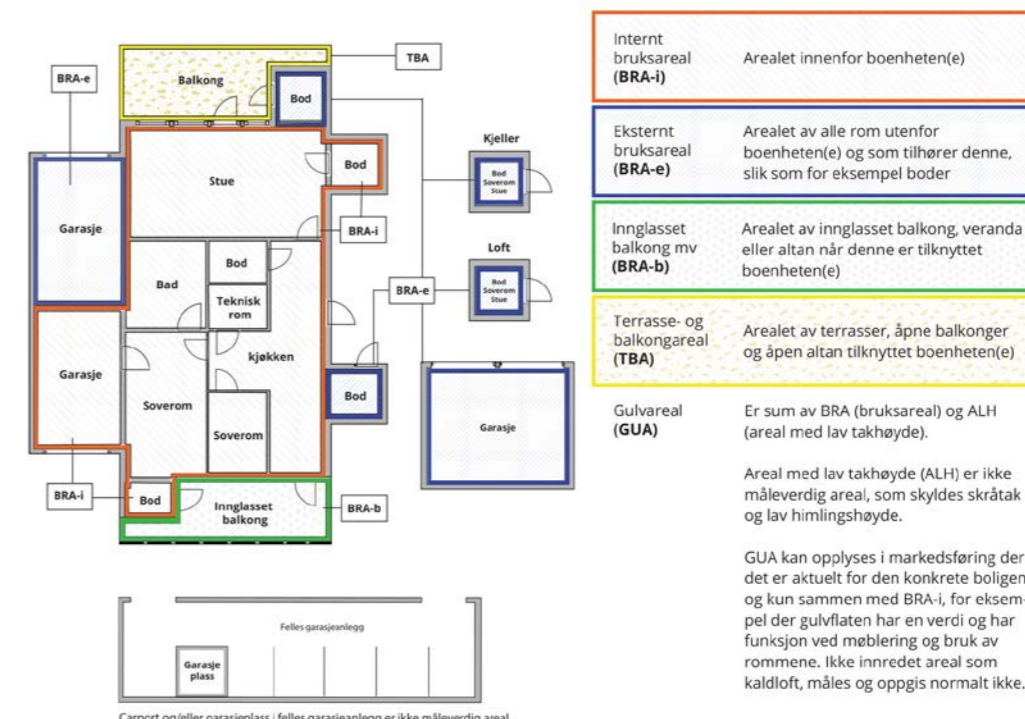 TBA
BRA-e
Balkong
Bod
Stue
Bod
Kjeller
Bod
Soverom
Stue
Garasje
BRA-i
Loft
Bod
Bad
Teknisk
rom
BRA-e
Bod
Soverom
Stue
kjøkken
Garasje
Soverom
Soverom
Bod
Garasje
BRA-i
Bod
Innglasset
balkong
BRA-b
Felles garasjeanlegg
Garasje
plass
Carport og/eller garasjeplass i felles garasjeanlegg er ikke måleverdig areal
Internt
bruksareal
(BRA-i)
Arealet innenfor boenheten(e)
Eksternt
bruksareal
(BRA-e)
Arealet av alle rom utenfor
boenheten(e) og som tilhører denne,
slik som for eksempel boder
Innglasset
balkong mv
(BRA-b)
Arealet av innglasset balkong, veranda
eller altan når denne er tilknyttet
boenheten(e)
Terrasse- og
balkongareal
(TBA)
Arealet av terrasser, åpne balkonger
og åpen altan tilknyttet boenheten(e)
Gulvareal
(GUA)
Er sum av BRA (bruksareal) og ALH
(areal med lav takhøyde).
Areal med lav takhøyde (ALH) er ikke
måleverdig areal, som skyldes skråtak
og lav himlingshøyde.
GUA kan opplyses i markedsføring der
det er aktuelt for den konkrete boligen
og kun sammen med BRA-i, for eksem-
pel der gulvflaten har en verdi og har
funksjon ved møblering og bruk av
rommene. Ikke innredet areal som
kaldloft, måles og oppgis normalt ikke.